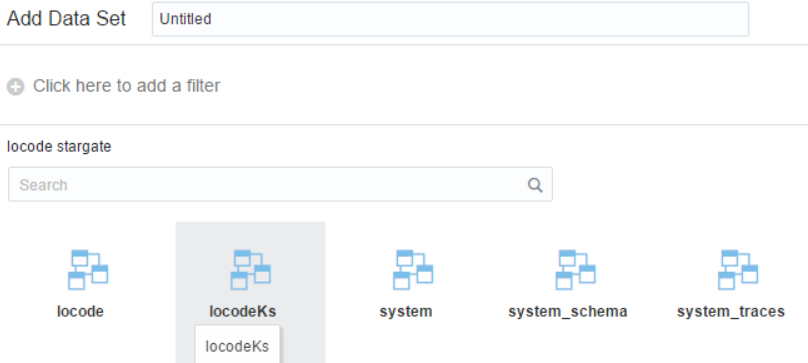 Add Data Set Untitled
Click here to add a filter
locode stargate
Search
locode locodeKs system system_schema system_traces
locodeKs